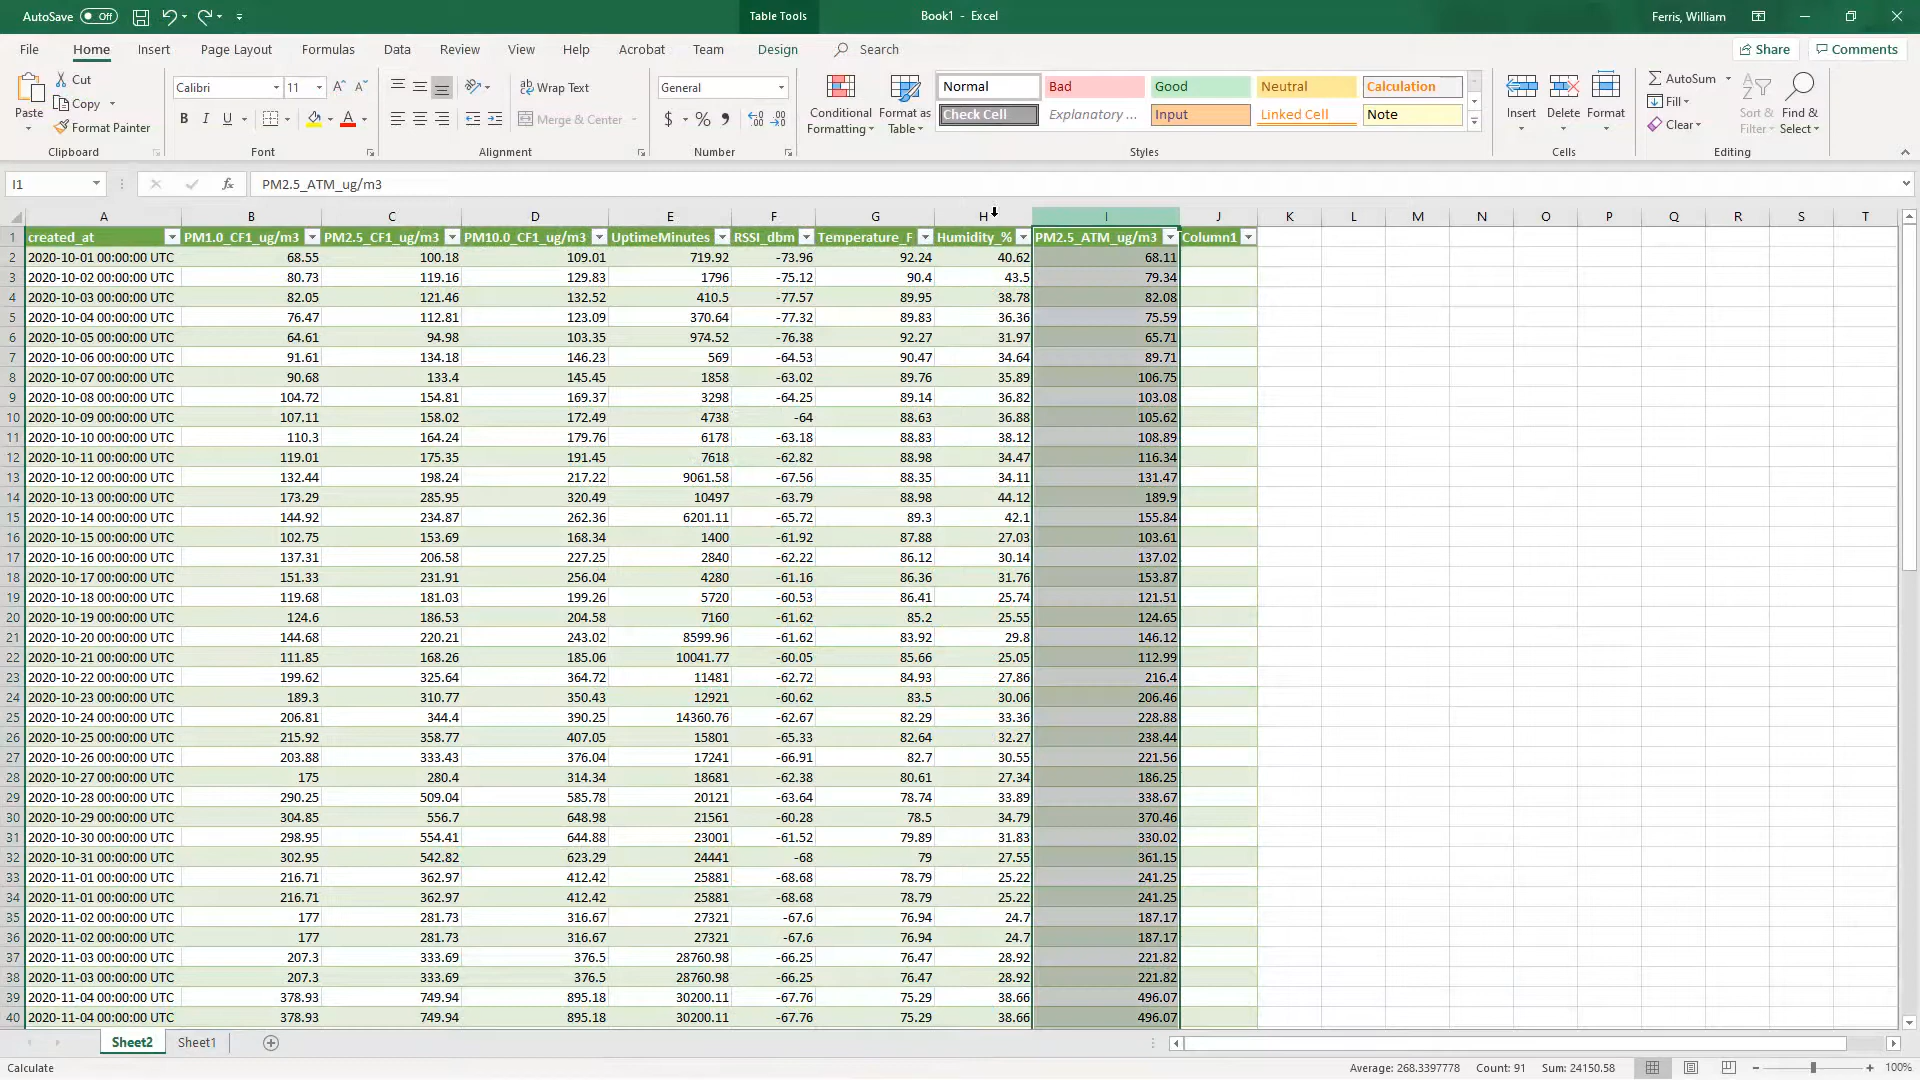 AutoSave Off Table Tools Book1 - Excel Ferris, William
File Home Insert Page Layout Formulas Data Review View Help Acrobat Team Design Search Share Comments
Cut Calibri 11 Wrap Text General Normal Bad Good Neutral Calculation AutoSum
Paste Copy Conditional Formatting Format as Table Insert Delete Format Fill Sort & Filter Find & Select
Format Painter Merge & Center Check Cell Explanatory ... Input Linked Cell Note Clear
Clipboard Font Alignment Number Styles Cells Editing
I1 fx PM2.5_ATM_ug/m3
A B C D E F G H I J K L M N O P Q R S T
1 created_at PM1.0_CF1_ug/m3 PM2.5_CF1_ug/m3 PM10.0_CF1_ug/m3 UptimeMinutes RSSI_dbm Temperature_F Humidity_% PM2.5_ATM_ug/m3 Column1
2 2020-10-01 00:00:00 UTC 68.55 100.18 109.01 719.92 -73.96 92.24 40.62 68.11
3 2020-10-02 00:00:00 UTC 80.73 119.16 129.83 1796 -75.12 90.4 43.5 79.34
4 2020-10-03 00:00:00 UTC 82.05 121.46 132.52 410.5 -77.57 89.95 38.78 82.08
5 2020-10-04 00:00:00 UTC 76.47 112.81 123.09 370.64 -77.32 89.83 36.36 75.59
6 2020-10-05 00:00:00 UTC 64.61 94.98 103.35 974.52 -76.38 92.27 31.97 65.71
7 2020-10-06 00:00:00 UTC 91.61 134.18 146.23 569 -64.53 90.47 34.64 89.71
8 2020-10-07 00:00:00 UTC 90.68 133.4 145.45 1858 -63.02 89.76 35.89 106.75
9 2020-10-08 00:00:00 UTC 104.72 154.81 169.37 3298 -64.25 89.14 36.82 103.08
10 2020-10-09 00:00:00 UTC 107.11 158.02 172.49 4738 -64 88.63 36.88 105.62
11 2020-10-10 00:00:00 UTC 110.3 164.24 179.76 6178 -63.18 88.83 38.12 108.89
12 2020-10-11 00:00:00 UTC 119.01 175.35 191.45 7618 -62.82 88.98 34.47 116.34
13 2020-10-12 00:00:00 UTC 132.44 198.24 217.22 9061.58 -67.56 88.35 34.11 131.47
14 2020-10-13 00:00:00 UTC 173.29 285.95 320.49 10497 -63.79 88.98 44.12 189.9
15 2020-10-14 00:00:00 UTC 144.92 234.87 262.36 6201.11 -65.72 89.3 42.1 155.84
16 2020-10-15 00:00:00 UTC 102.75 153.69 168.34 1400 -61.92 87.88 27.03 103.61
17 2020-10-16 00:00:00 UTC 137.31 206.58 227.25 2840 -62.22 86.12 30.14 137.02
18 2020-10-17 00:00:00 UTC 151.33 231.91 256.04 4280 -61.16 86.36 31.76 153.87
19 2020-10-18 00:00:00 UTC 119.68 181.03 199.26 5720 -60.53 86.41 25.74 121.51
20 2020-10-19 00:00:00 UTC 124.6 186.53 204.58 7160 -61.62 85.2 25.55 124.65
21 2020-10-20 00:00:00 UTC 144.68 220.21 243.02 8599.96 -61.62 83.92 29.8 146.12
22 2020-10-21 00:00:00 UTC 111.85 168.26 185.06 10041.77 -60.05 85.66 25.05 112.99
23 2020-10-22 00:00:00 UTC 199.62 325.64 364.72 11481 -62.72 84.93 27.86 216.4
24 2020-10-23 00:00:00 UTC 189.3 310.77 350.43 12921 -60.62 83.5 30.06 206.46
25 2020-10-24 00:00:00 UTC 206.81 344.4 390.25 14360.76 -62.67 82.29 33.36 228.88
26 2020-10-25 00:00:00 UTC 215.92 358.77 407.05 15801 -65.33 82.64 32.27 238.44
27 2020-10-26 00:00:00 UTC 203.88 333.43 376.04 17241 -66.91 82.7 30.55 221.56
28 2020-10-27 00:00:00 UTC 175 280.4 314.34 18681 -62.38 80.61 27.34 186.25
29 2020-10-28 00:00:00 UTC 290.25 509.04 585.78 20121 -63.64 78.74 33.89 338.67
30 2020-10-29 00:00:00 UTC 304.85 556.7 648.98 21561 -60.28 78.5 34.79 370.46
31 2020-10-30 00:00:00 UTC 298.95 554.41 644.88 23001 -61.52 79.89 31.83 330.02
32 2020-10-31 00:00:00 UTC 302.95 542.82 623.29 24441 -68 79 27.55 361.15
33 2020-11-01 00:00:00 UTC 216.71 362.97 412.42 25881 -68.68 78.79 25.22 241.25
34 2020-11-01 00:00:00 UTC 216.71 362.97 412.42 25881 -68.68 78.79 25.22 241.25
35 2020-11-02 00:00:00 UTC 177 281.73 316.67 27321 -67.6 76.94 24.7 187.17
36 2020-11-02 00:00:00 UTC 177 281.73 316.67 27321 -67.6 76.94 24.7 187.17
37 2020-11-03 00:00:00 UTC 207.3 333.69 376.5 28760.98 -66.25 76.47 28.92 221.82
38 2020-11-03 00:00:00 UTC 207.3 333.69 376.5 28760.98 -66.25 76.47 28.92 221.82
39 2020-11-04 00:00:00 UTC 378.93 749.94 895.18 30200.11 -67.76 75.29 38.66 496.07
40 2020-11-04 00:00:00 UTC 378.93 749.94 895.18 30200.11 -67.76 75.29 38.66 496.07
Sheet2 Sheet1
Calculate Average: 268.3397778 Count: 91 Sum: 24150.58 100%